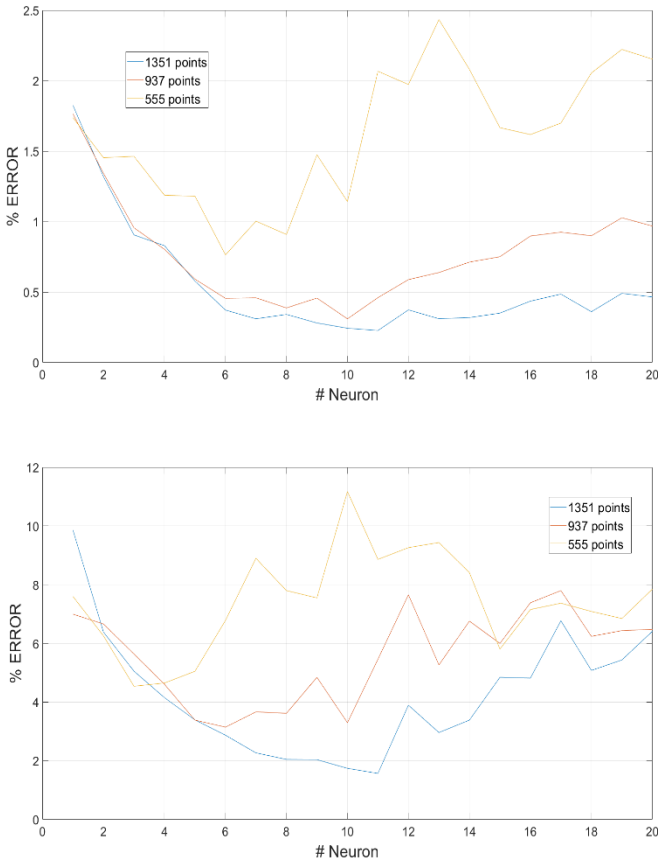 2.5
2
1.5
1
0.5
0
% ERROR
1351 points
937 points
555 points
0 2 4 6 8 10 12 14 16 18 20
# Neuron
12
10
8
6
4
2
0
% ERROR
1351 points
937 points
555 points
0 2 4 6 8 10 12 14 16 18 20
# Neuron